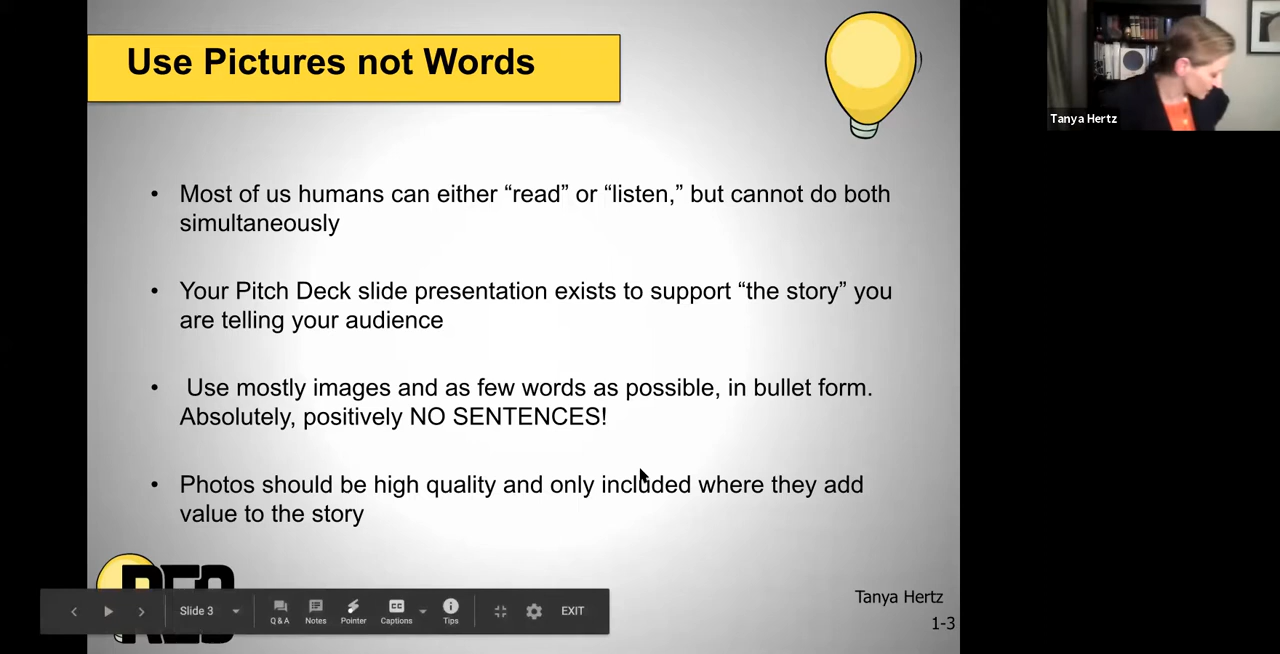 Use Pictures not Words
Tanya Hertz
• Most of us humans can either “read” or “listen,” but cannot do both
simultaneously
• Your Pitch Deck slide presentation exists to support “the story” you
are telling your audience
• Use mostly images and as few words as possible, in bullet form.
Absolutely, positively NO SENTENCES!
• Photos should be high quality and only included where they add
value to the story
Slide 3
Q & A
Notes
Pointer
CC
Captions
Tips
EXIT
Tanya Hertz
1-3